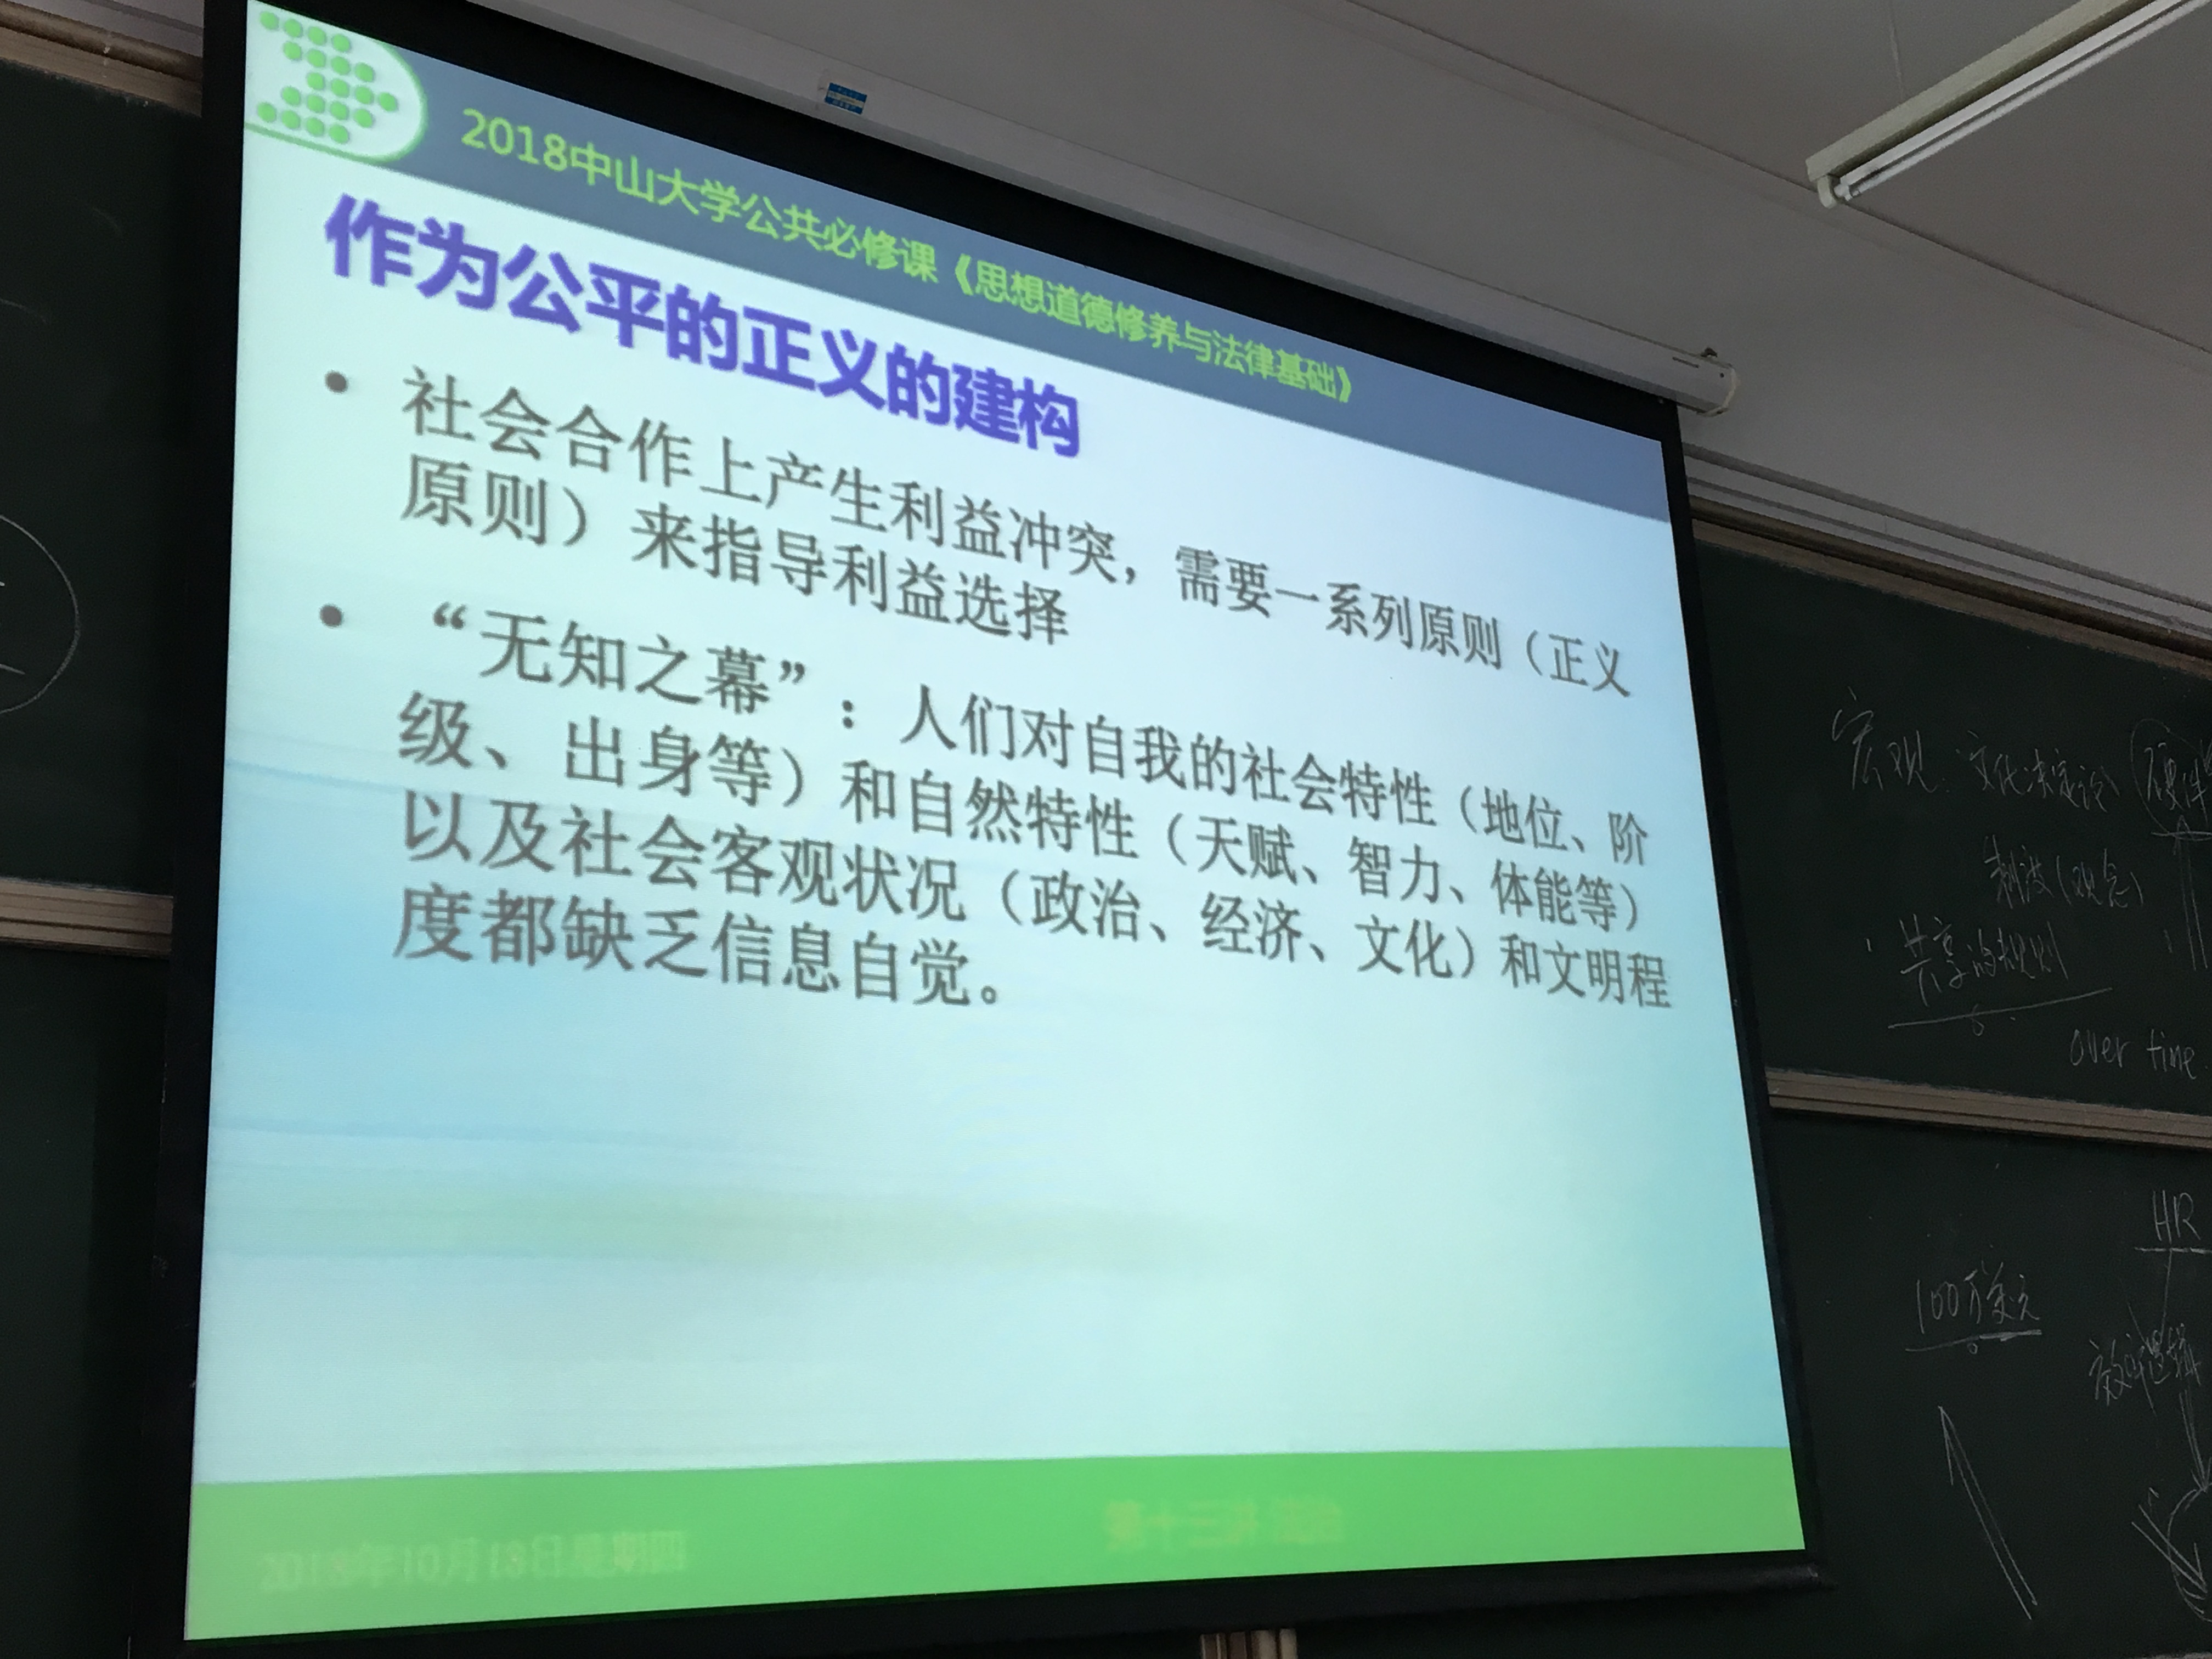 2018中山大学公共必修课《思想道德修养与法律基础》
作为公平的正义的建构
• 社会合作上产生利益冲突，需要一系列原则（正义
原则）来指导利益选择
• “无知之幕”：人们对自我的社会特性（地位、阶
级、出身等）和自然特性（天赋、智力、体能等）
以及社会客观状况（政治、经济、文化）和文明程
度都缺乏信息自觉。
2018年10月18日星期四
宏观 文化决定论 硬件
制度(观念)
共享的规则
over time
HR
100万美元
效率逻辑